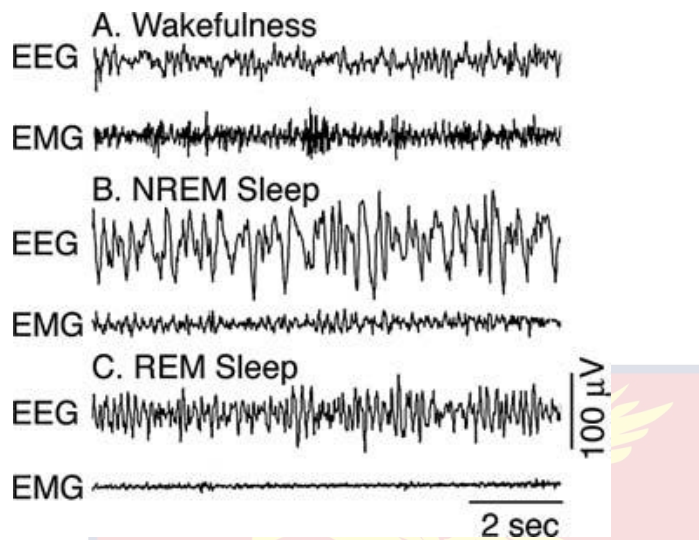 A. Wakefulness
EEG
EMG
B. NREM Sleep
EEG
EMG
C. REM Sleep
EEG
100 μV
EMG
2 sec